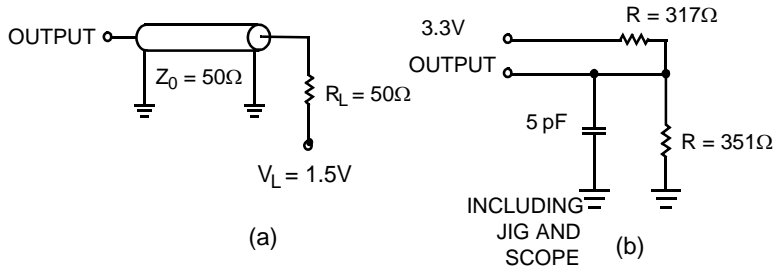 OUTPUT
Z0 = 50Ω
RL = 50Ω
VL = 1.5V
(a)
R = 317Ω
3.3V
OUTPUT
5 pF
R = 351Ω
INCLUDING
JIG AND
SCOPE
(b)